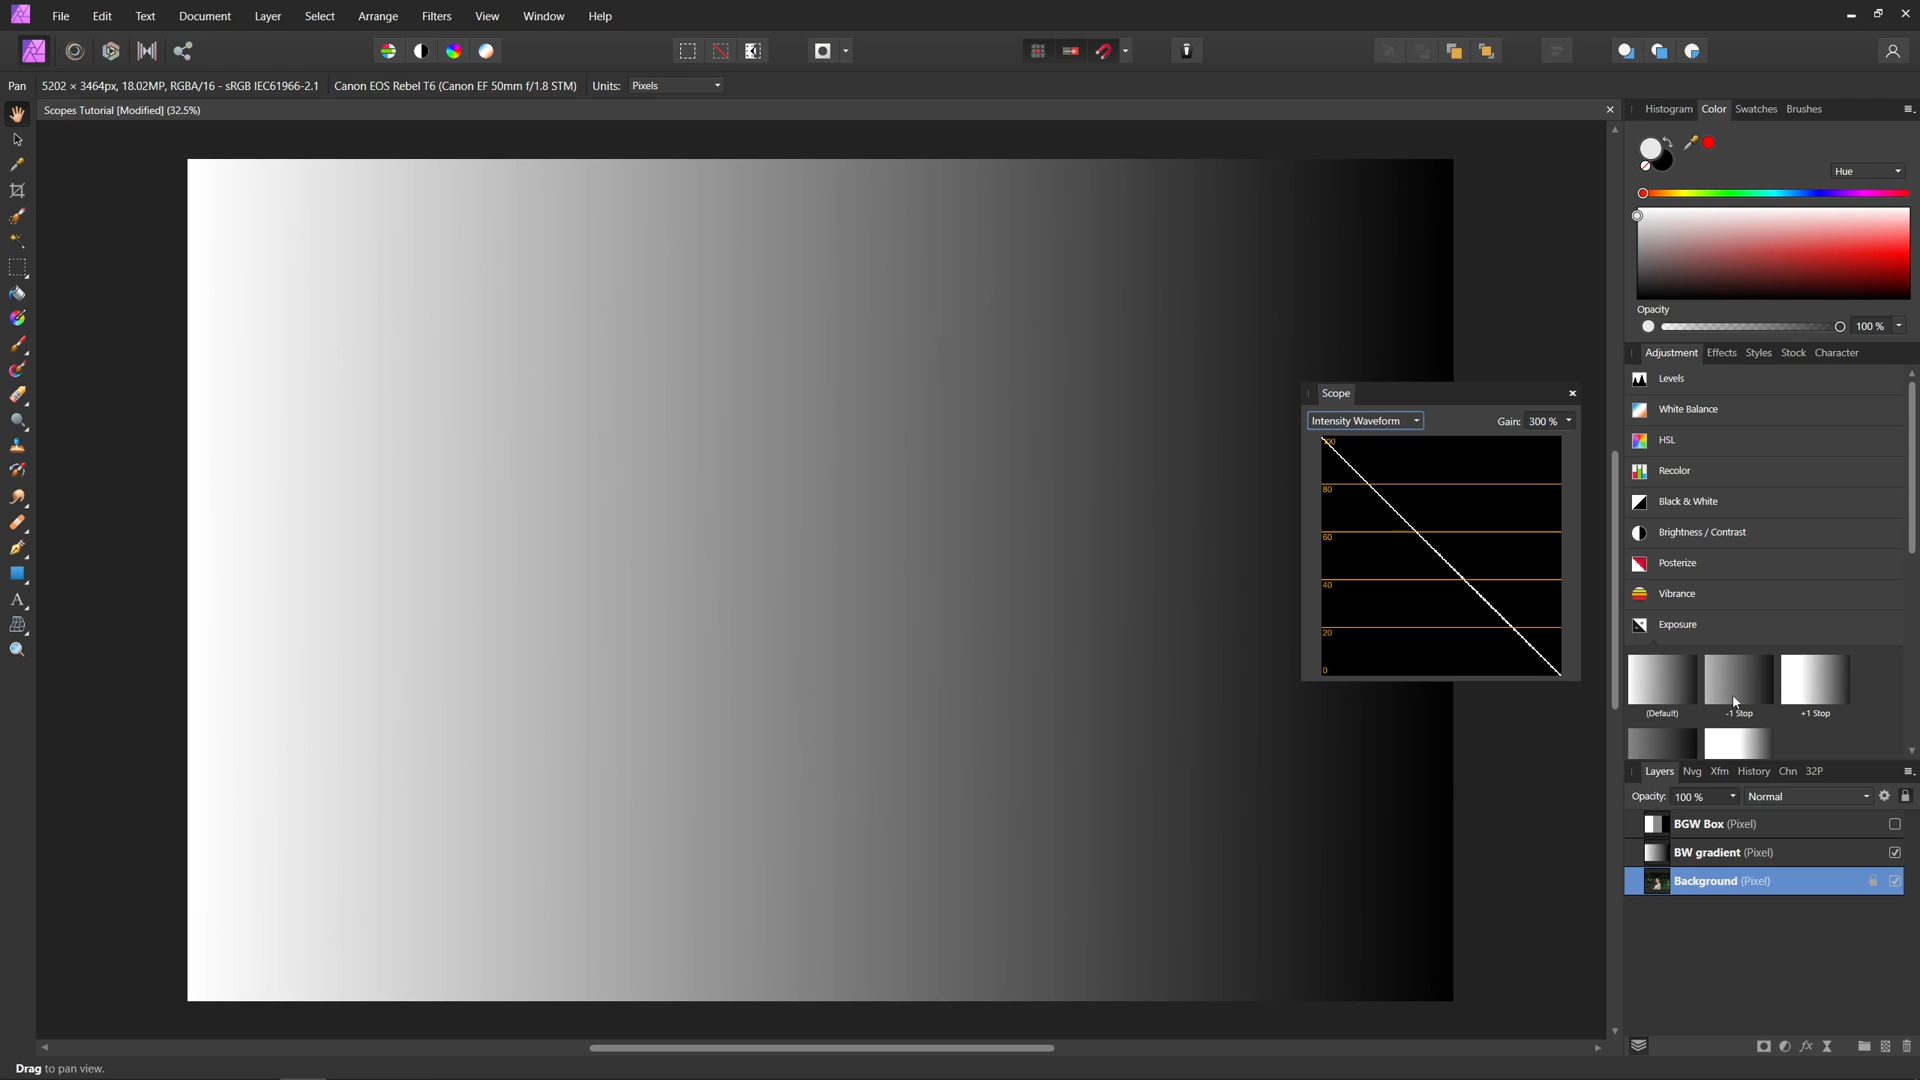 File Edit Text Document Layer Select Arrange Filters View Window Help
Pan 5202 × 3464px, 18.02MP, RGBA/16 - sRGB IEC61966-2.1 Canon EOS Rebel T6 (Canon EF 50mm f/1.8 STM) Units: Pixels
Scopes Tutorial [Modified] (32.5%)
Histogram Color Swatches Brushes
Hue
Opacity
100 %
Adjustment Effects Styles Stock Character
Levels
White Balance
HSL
Recolor
Black & White
Brightness / Contrast
Posterize
Vibrance
Exposure
(Default) -1 Stop +1 Stop
Scope
Intensity Waveform Gain: 300 %
100
80
60
40
20
0
Layers Nvg Xfm History Chn 32P
Opacity: 100 % Normal
BGW Box (Pixel)
BW gradient (Pixel)
Background (Pixel)
Drag to pan view.